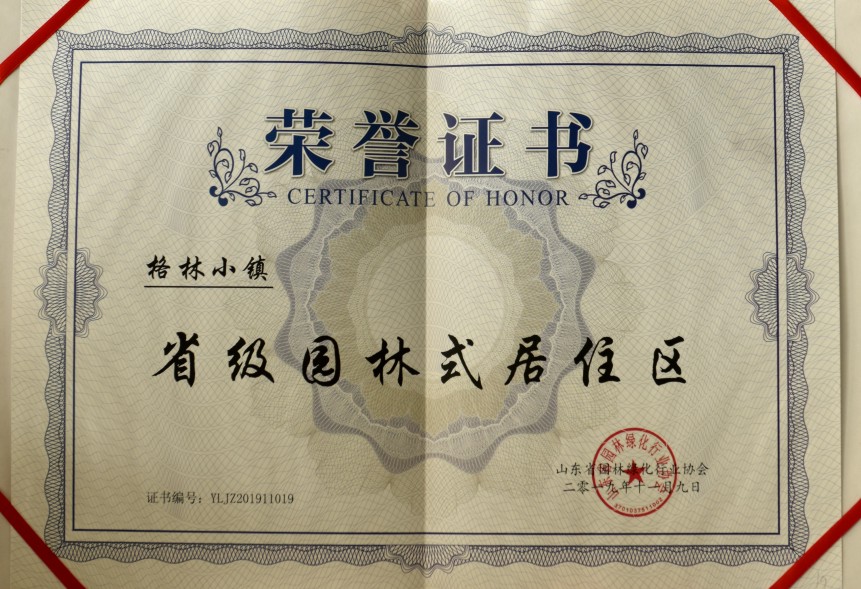 荣誉证书
CERTIFICATE OF HONOR
格林小镇
省级园林式居住区
山东省园林绿化行业协会
二零一九年十一月九日
证书编号：YLJZ201911019